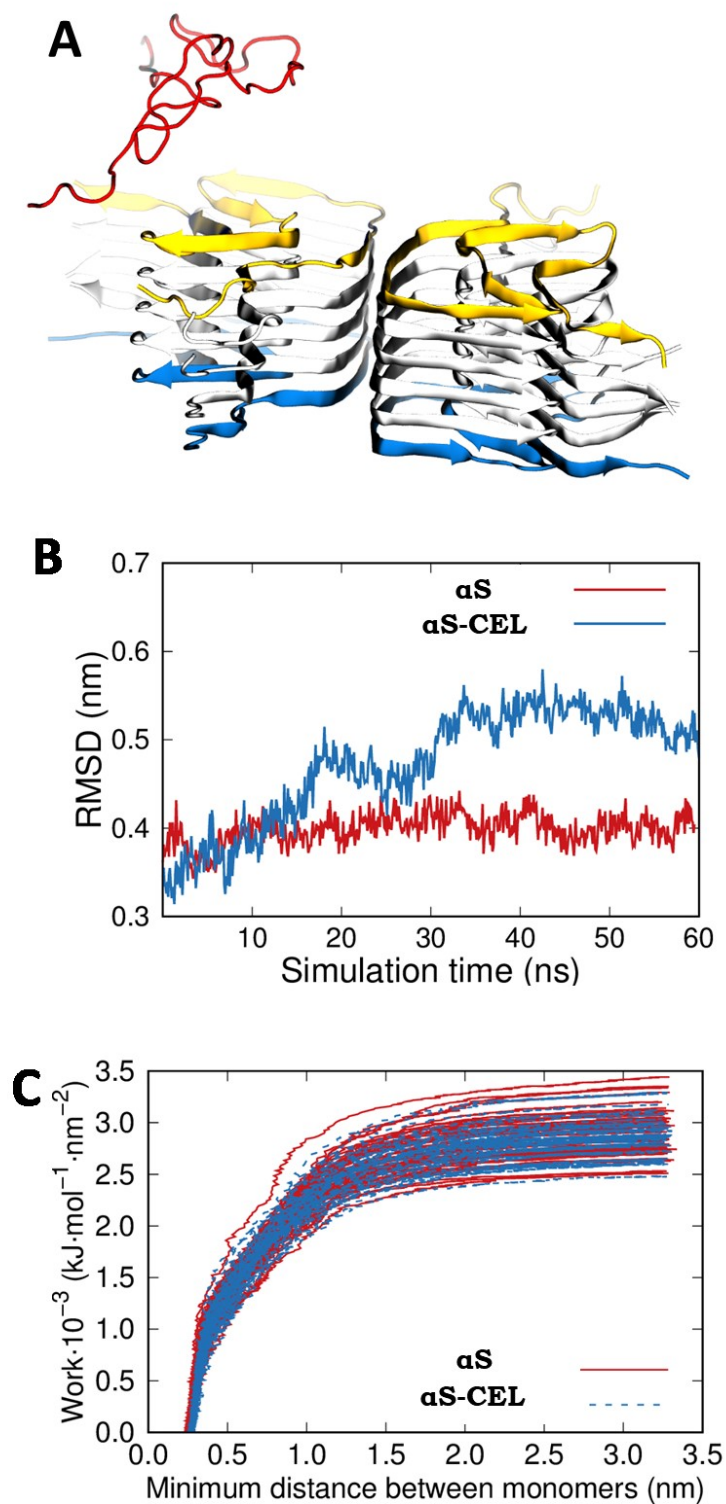 A
B
0.7
0.6
0.5
0.4
0.3
RMSD (nm)
αS
αS-CEL
10 20 30 40 50 60
Simulation time (ns)
C
3.5
3.0
2.5
2.0
1.5
1.0
0.5
0.0
Work·10⁻³ (kJ·mol⁻¹·nm⁻²)
αS
αS-CEL
0.0 0.5 1.0 1.5 2.0 2.5 3.0 3.5
Minimum distance between monomers (nm)